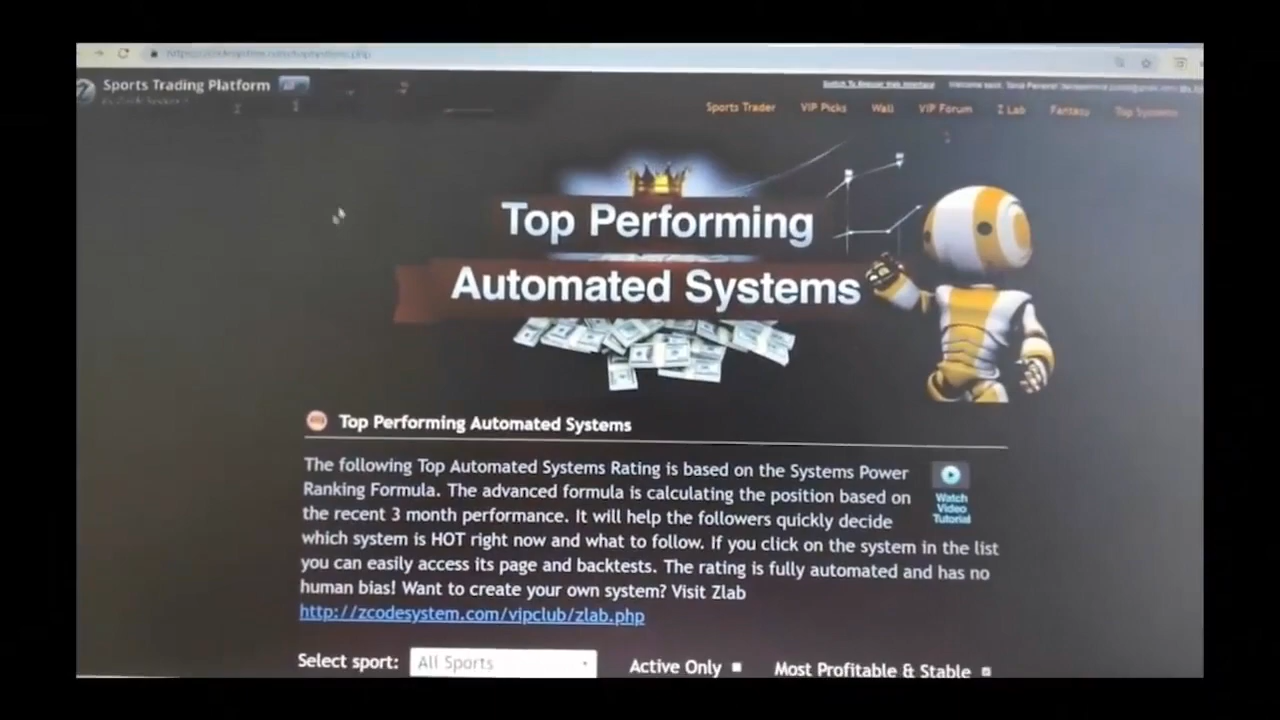 Sports Trading Platform
Switch To Regular Web Interface
Sports Trader VIP Picks Wall VIP Forum Z Lab Fantasy Top Systems
Top Performing
Automated Systems
Top Performing Automated Systems
The following Top Automated Systems Rating is based on the Systems Power
Ranking Formula. The advanced formula is calculating the position based on
the recent 3 month performance. It will help the followers quickly decide
which system is HOT right now and what to follow. If you click on the system in the list
you can easily access its page and backtests. The rating is fully automated and has no
human bias! Want to create your own system? Visit Zlab
http://zcodesystem.com/vipclub/zlab.php
Watch
Video
Tutorial
Select sport: All Sports Active Only Most Profitable & Stable